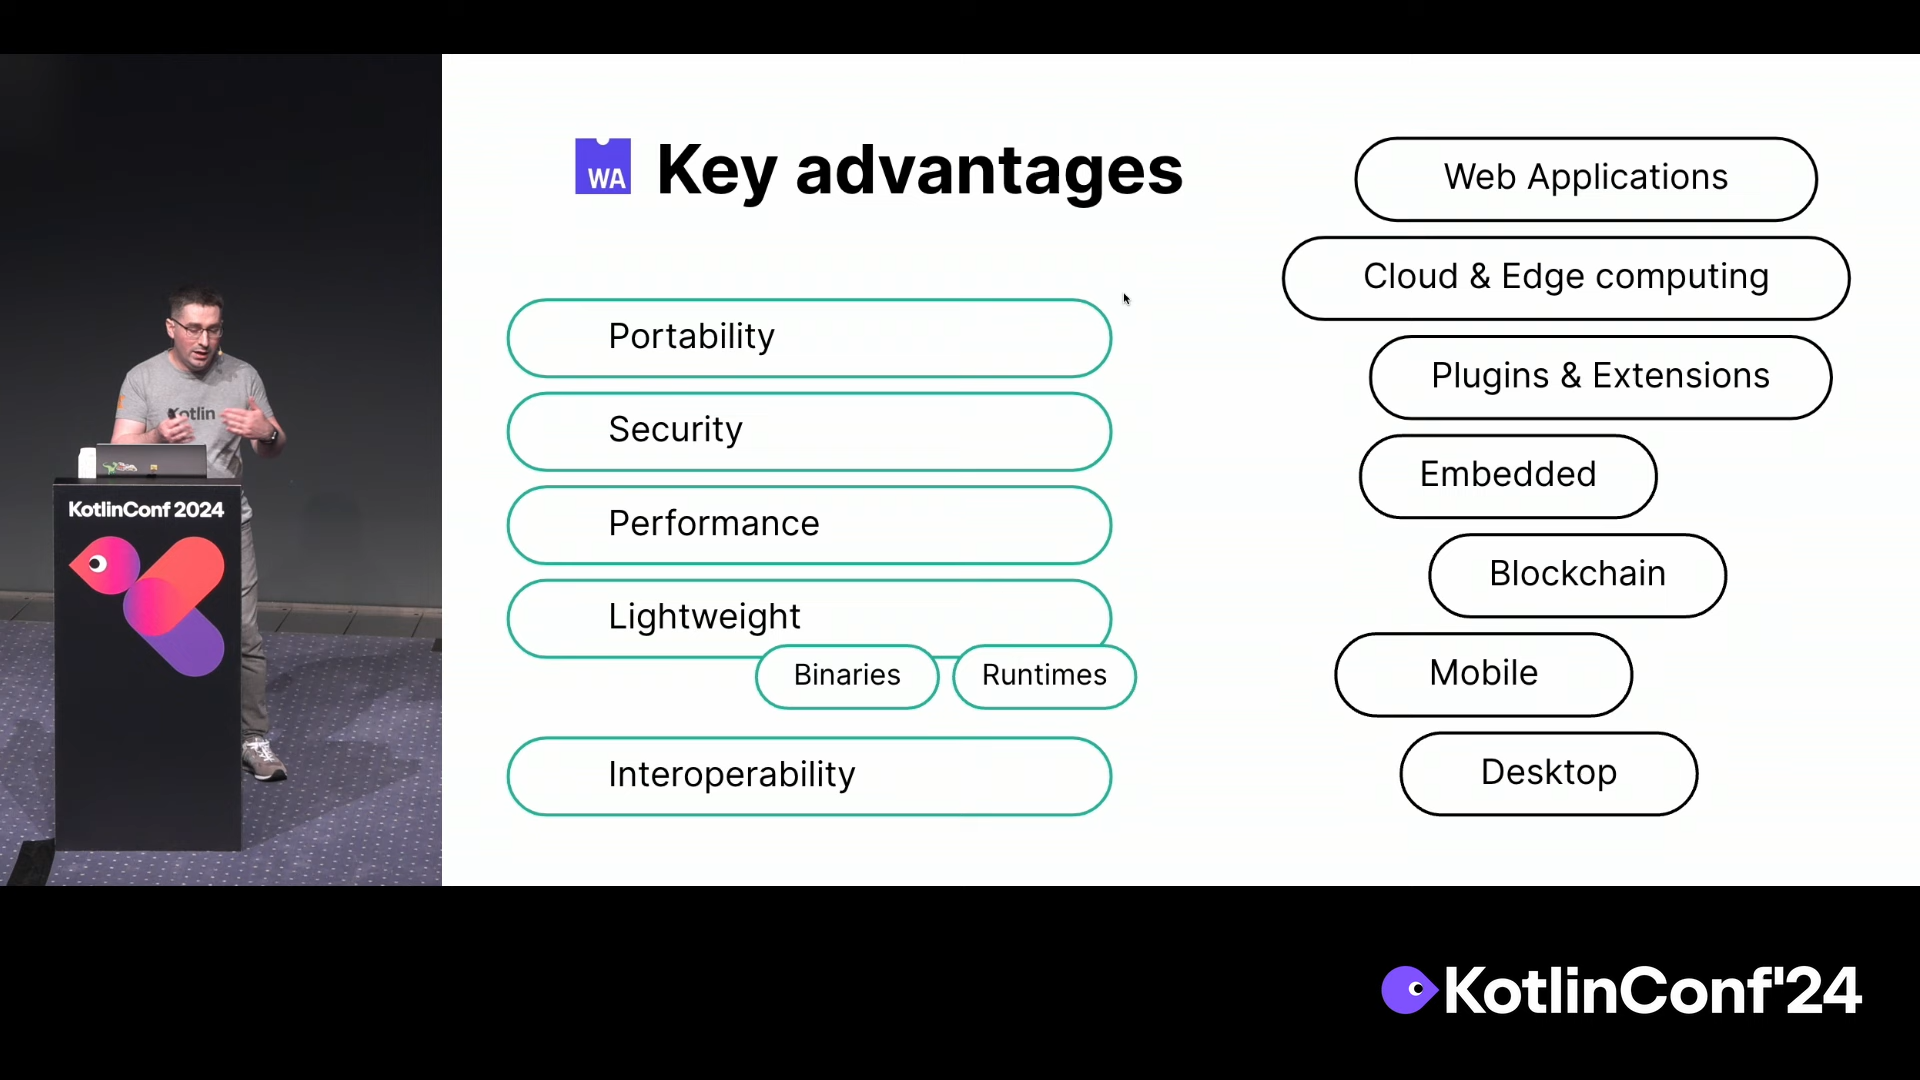 WA Key advantages
Portability
Security
Performance
Lightweight
Binaries
Runtimes
Interoperability
Web Applications
Cloud & Edge computing
Plugins & Extensions
Embedded
Blockchain
Mobile
Desktop
Kotlin
KotlinConf 2024
KotlinConf'24